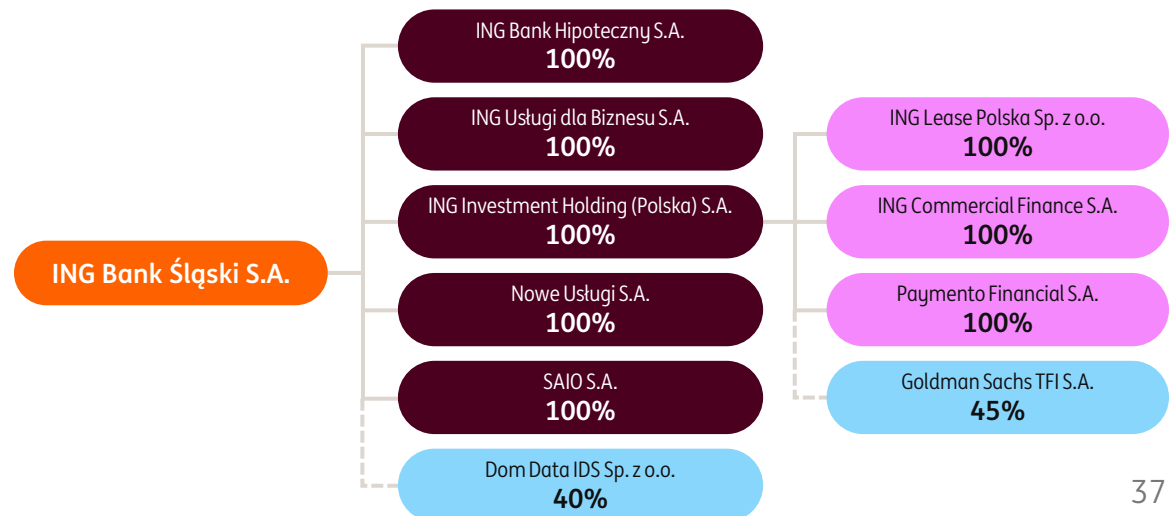 ING Bank Śląski S.A.
ING Bank Hipoteczny S.A.
100%
ING Usługi dla Biznesu S.A.
100%
ING Investment Holding (Polska) S.A.
100%
Nowe Usługi S.A.
100%
SAIO S.A.
100%
Dom Data IDS Sp. z o.o.
40%
ING Lease Polska Sp. z o.o.
100%
ING Commercial Finance S.A.
100%
Paymento Financial S.A.
100%
Goldman Sachs TFI S.A.
45%
37